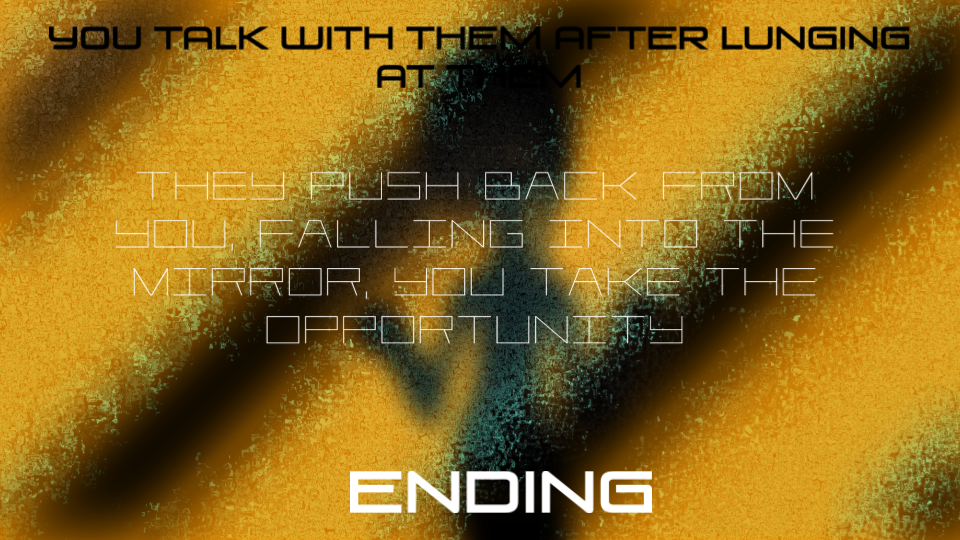 YOU TALK WITH THEM AFTER LUNGING
AT THEM
THEY PUSH BACK FROM
YOU, FALLING INTO THE
MIRROR, YOU TAKE THE
OPPORTUNITY
ENDING